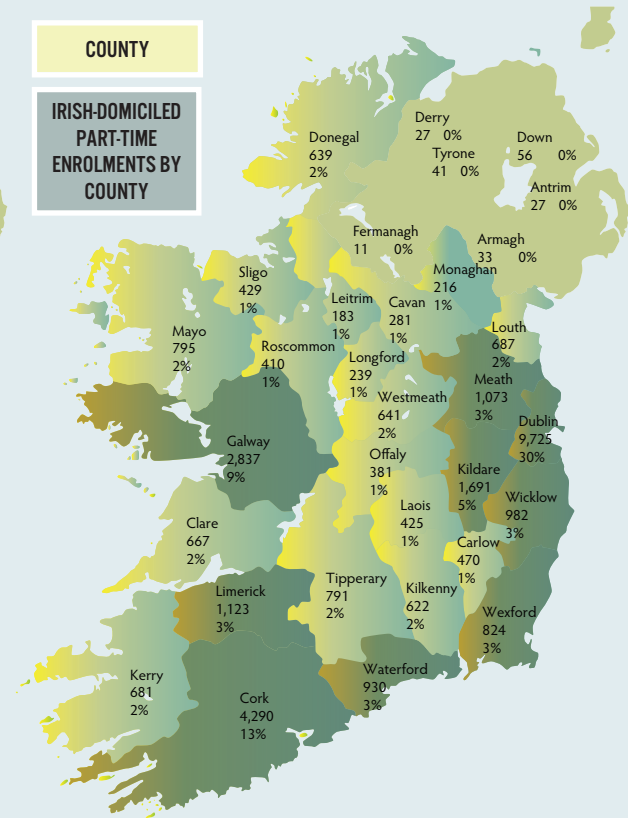 COUNTY
IRISH-DOMICILED
PART-TIME
ENROLMENTS BY
COUNTY
Donegal
639
2%
Derry
27 0%
Tyrone
41 0%
Down
56 0%
Antrim
27 0%
Fermanagh
11 0%
Armagh
33 0%
Monaghan
216
1%
Sligo
429
1%
Leitrim
183
1%
Cavan
281
1%
Louth
687
2%
Mayo
795
2%
Roscommon
410
1%
Longford
239
1%
Meath
1,073
3%
Westmeath
641
2%
Dublin
9,725
30%
Galway
2,837
9%
Offaly
381
1%
Kildare
1,691
5%
Wicklow
982
3%
Laois
425
1%
Clare
667
2%
Carlow
470
1%
Tipperary
791
2%
Kilkenny
622
2%
Limerick
1,123
3%
Wexford
824
3%
Waterford
930
3%
Kerry
681
2%
Cork
4,290
13%